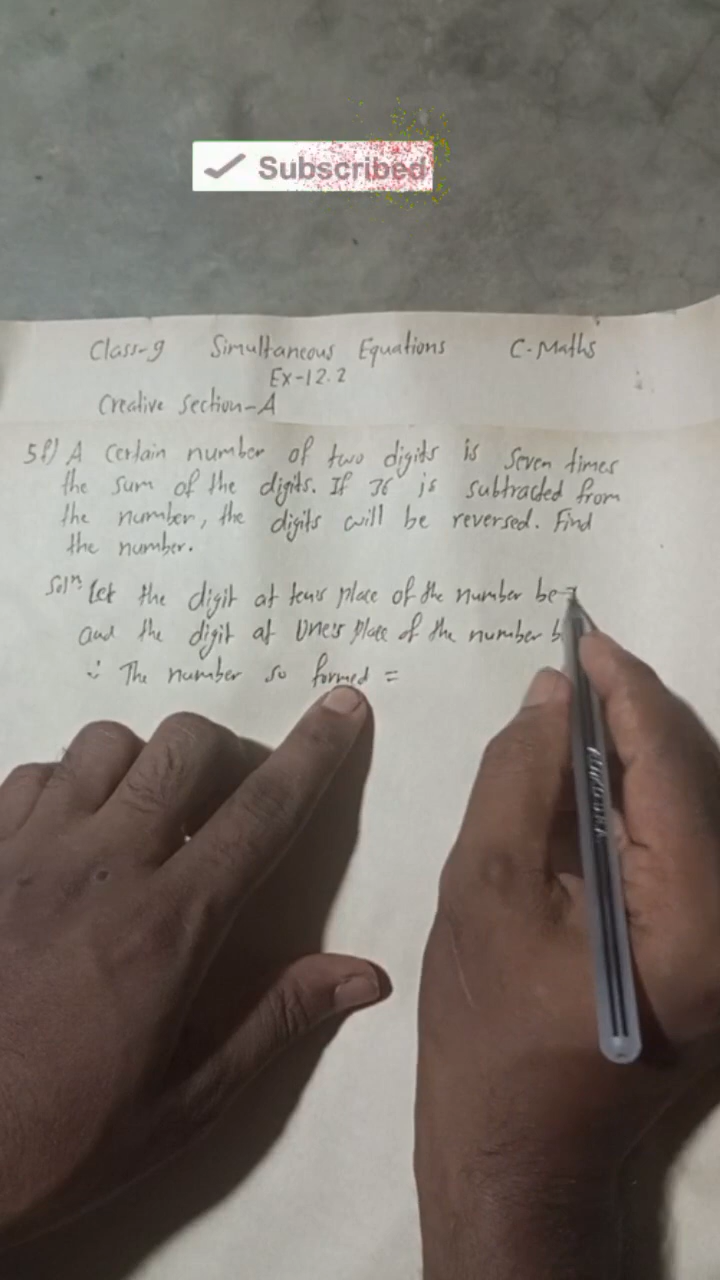 Subscribed
Class-9 Simultaneous Equations C-Maths
Ex-12.2
Creative Section-A
5f) A certain number of two digits is seven times
the sum of the digits. If 36 is subtracted from
the number, the digits will be reversed. Find
the number.
Solⁿ: Let the digit at ten's place of the number be
and the digit at One's place of the number
∴ The number so formed =